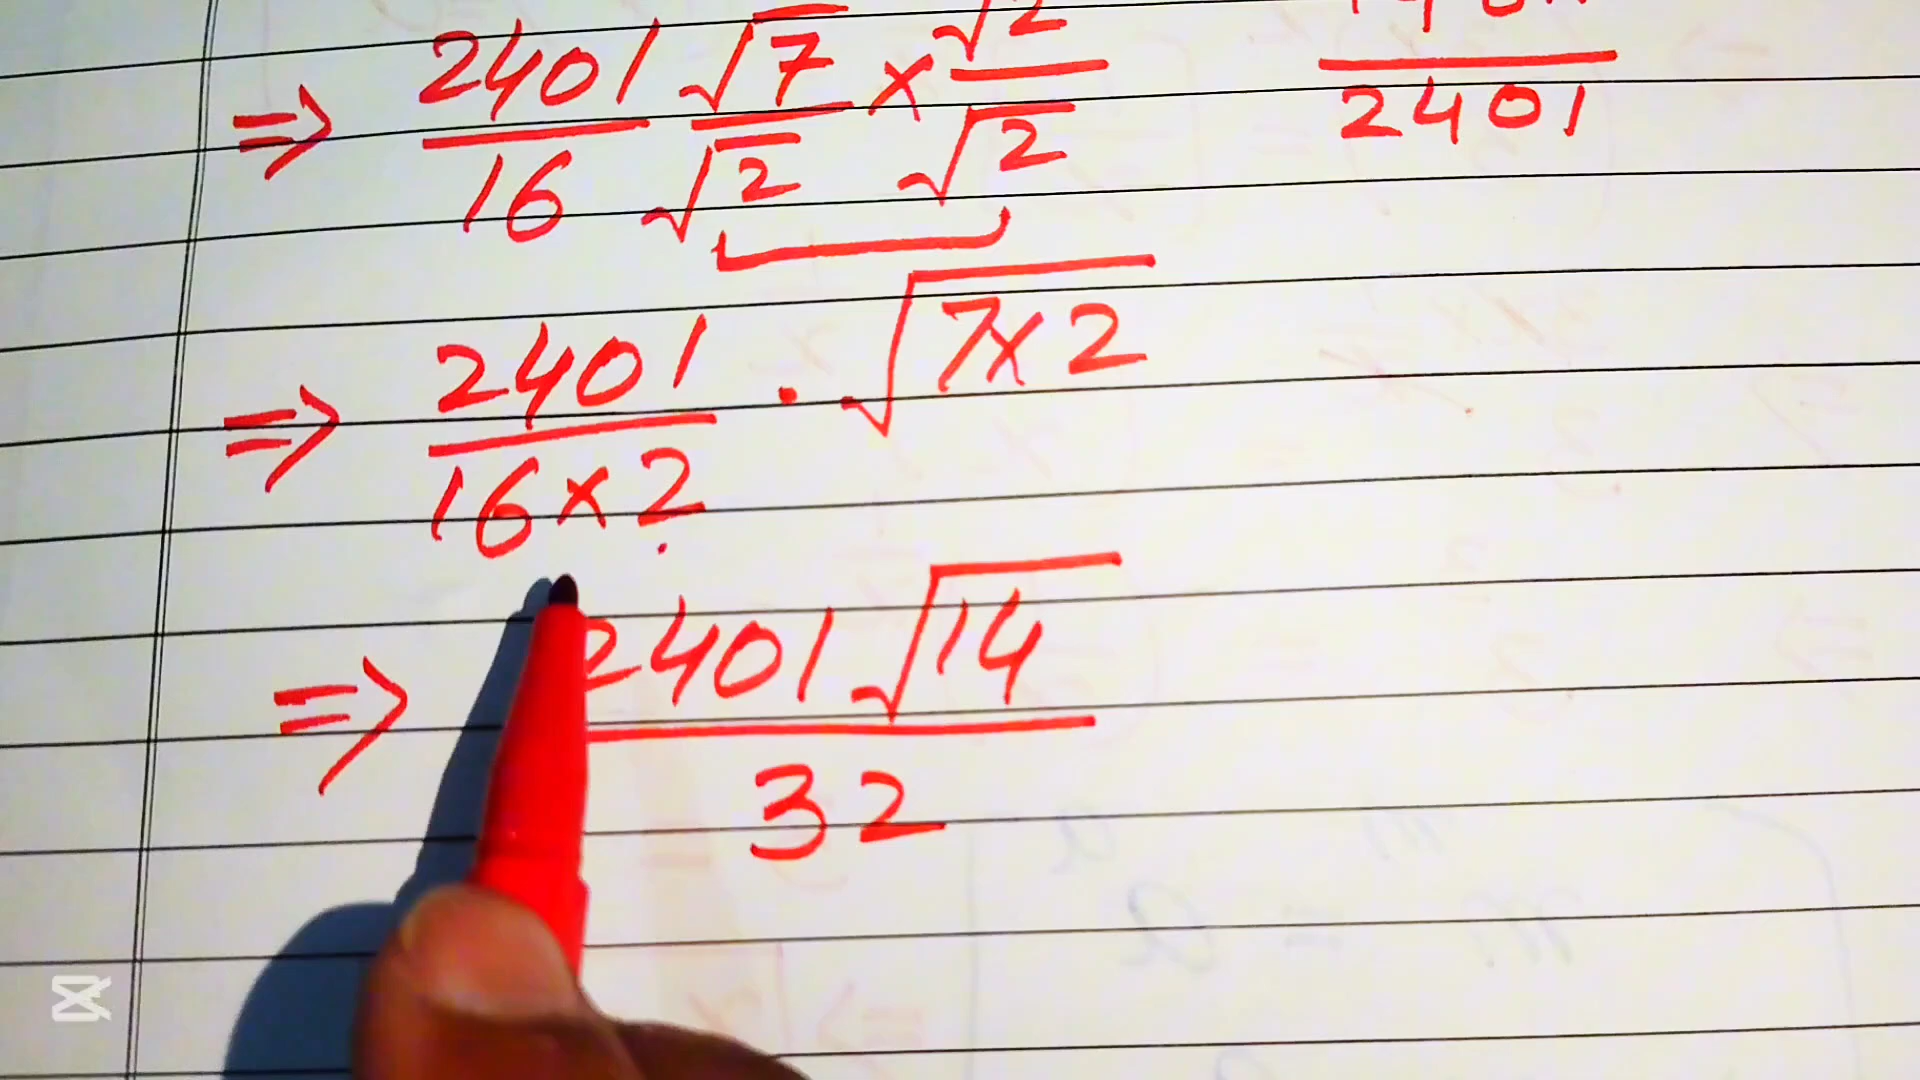 => 2401/16 √7/√2 × √2/√2
2401
=> 2401/16×2 . √7×2
=> 2401√14/32